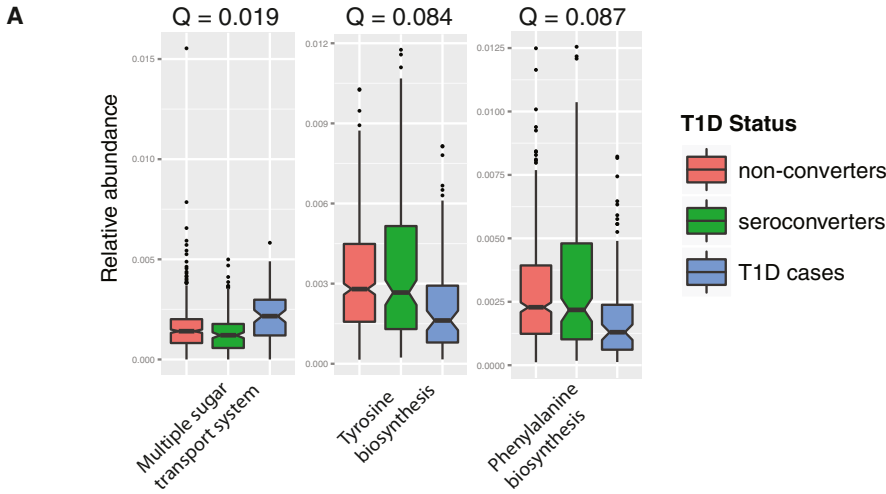 A
Q = 0.019
Q = 0.084
Q = 0.087
Relative abundance
0.015
0.010
0.005
0.000
0.012
0.009
0.006
0.003
0.000
0.0125
0.0100
0.0075
0.0050
0.0025
0.0000
Multiple sugar
transport system
Tyrosine
biosynthesis
Phenylalanine
biosynthesis
T1D Status
non-converters
seroconverters
T1D cases